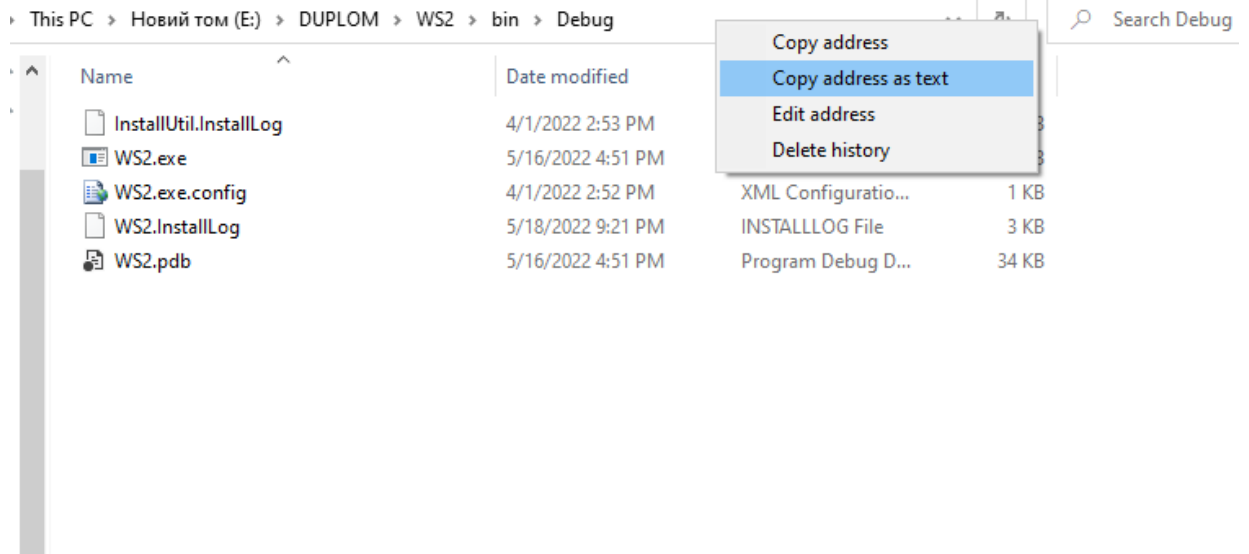 This PC > Новий том (E:) > DUPLOM > WS2 > bin > Debug
Search Debug
Copy address
Copy address as text
Edit address
Delete history
Name Date modified
InstallUtil.InstallLog 4/1/2022 2:53 PM
WS2.exe 5/16/2022 4:51 PM
WS2.exe.config 4/1/2022 2:52 PM XML Configuratio... 1 KB
WS2.InstallLog 5/18/2022 9:21 PM INSTALLLOG File 3 KB
WS2.pdb 5/16/2022 4:51 PM Program Debug D... 34 KB